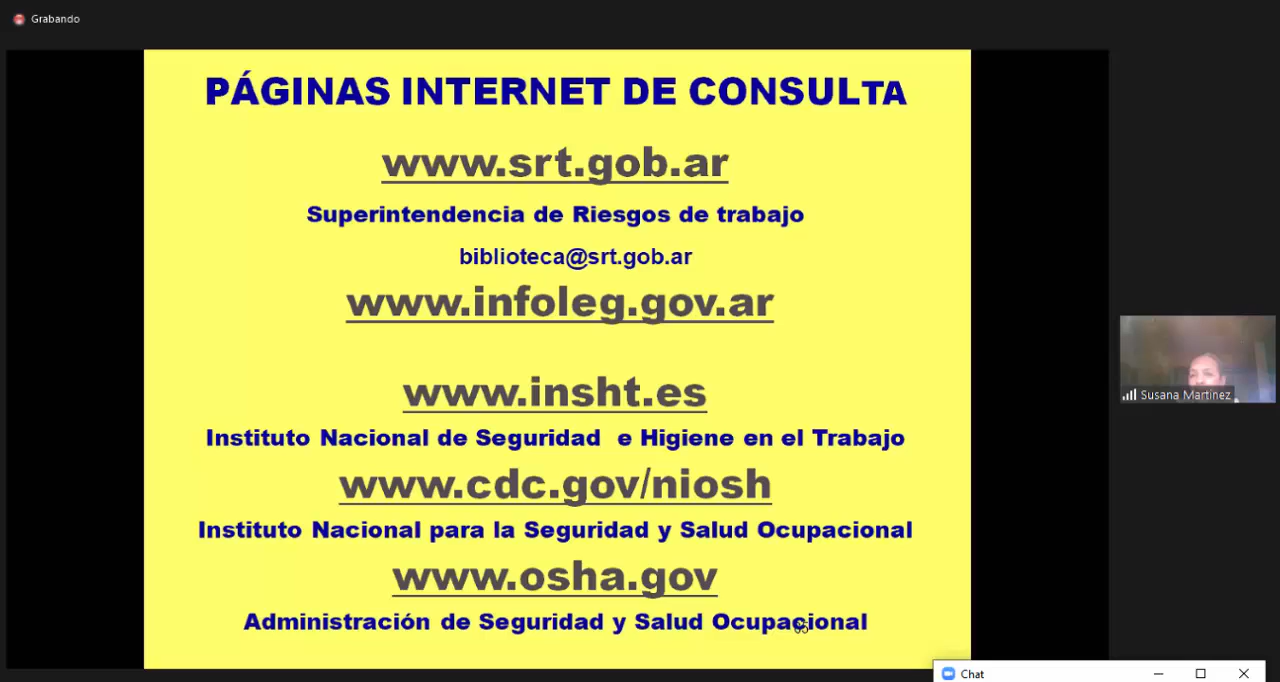 Grabando
PÁGINAS INTERNET DE CONSULTA
www.srt.gob.ar
Superintendencia de Riesgos de trabajo
biblioteca@srt.gob.ar
www.infoleg.gov.ar
www.insht.es
Instituto Nacional de Seguridad e Higiene en el Trabajo
www.cdc.gov/niosh
Instituto Nacional para la Seguridad y Salud Ocupacional
www.osha.gov
Administración de Seguridad y Salud Ocupacional
65
Susana Martinez
Chat